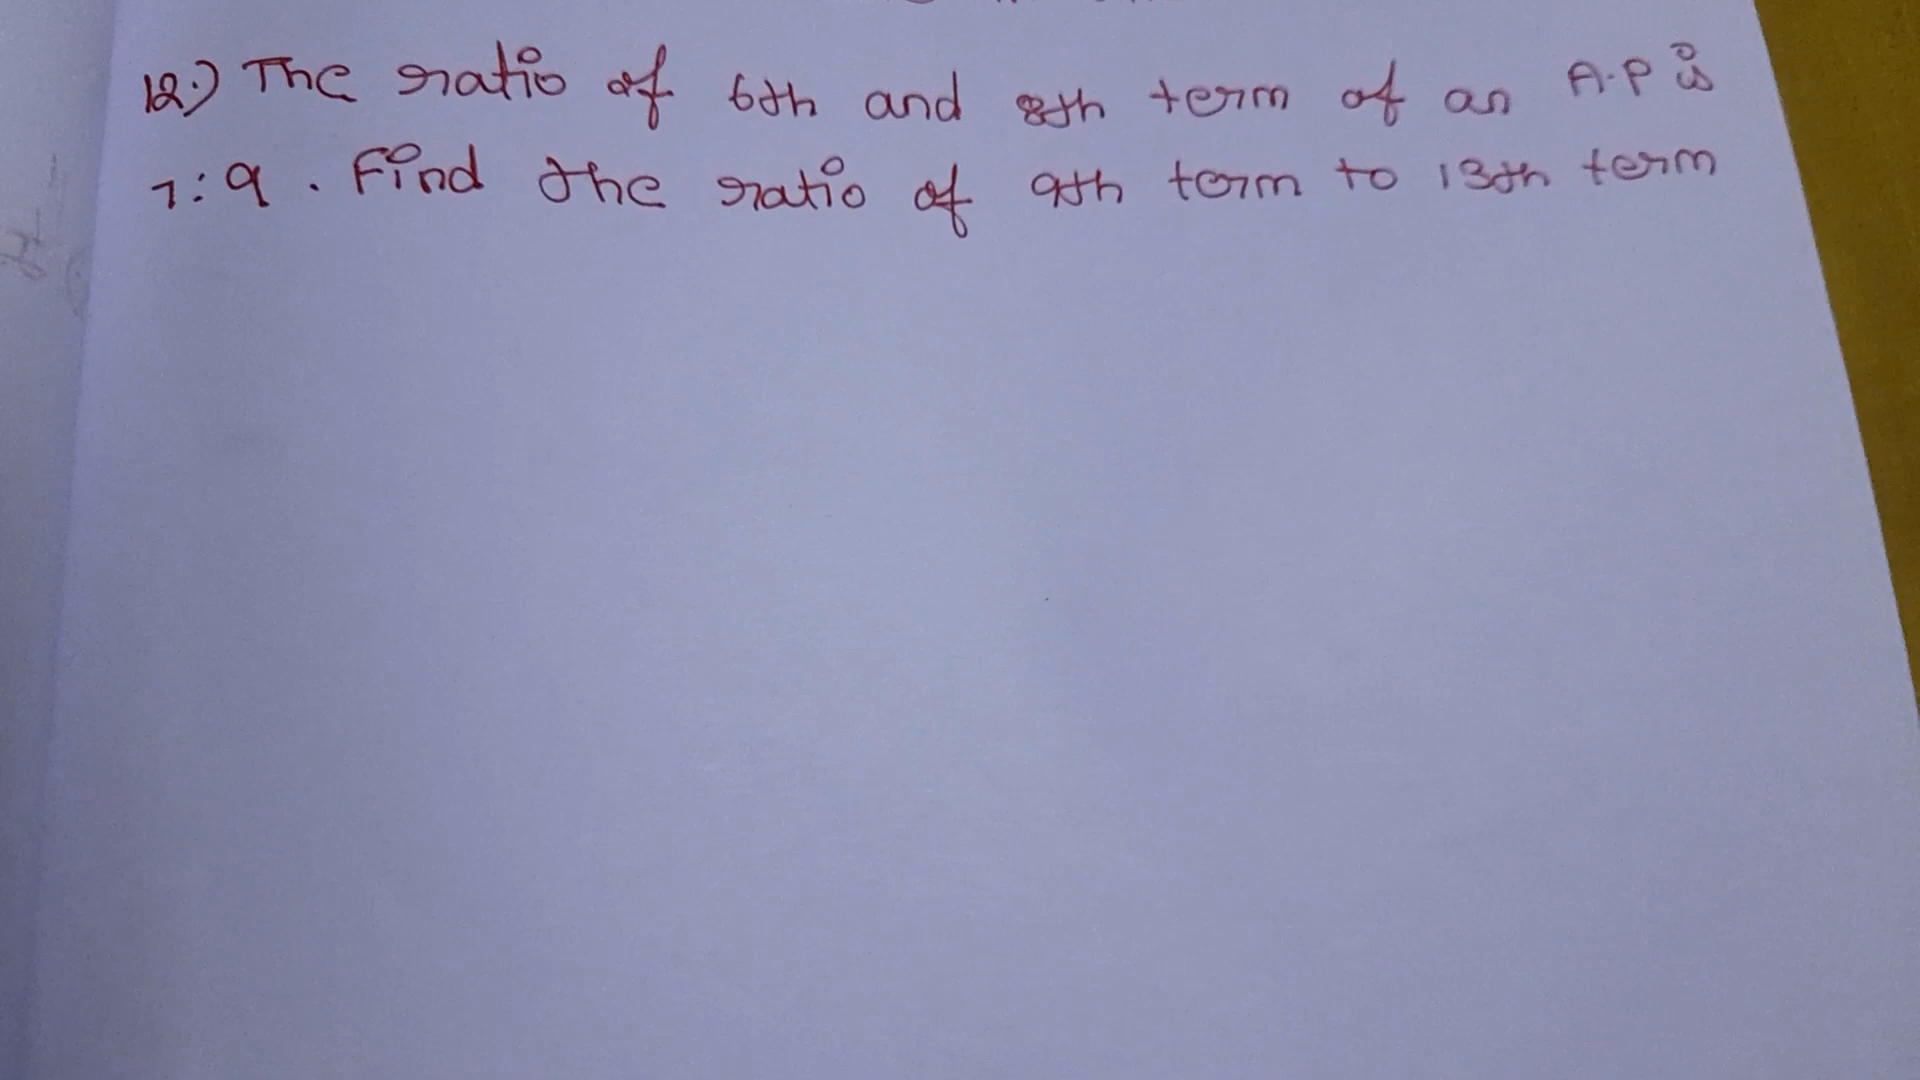 12.) The ratio of 6th and 8th term of an A.P is
7:9. Find the ratio of 9th term to 13th term